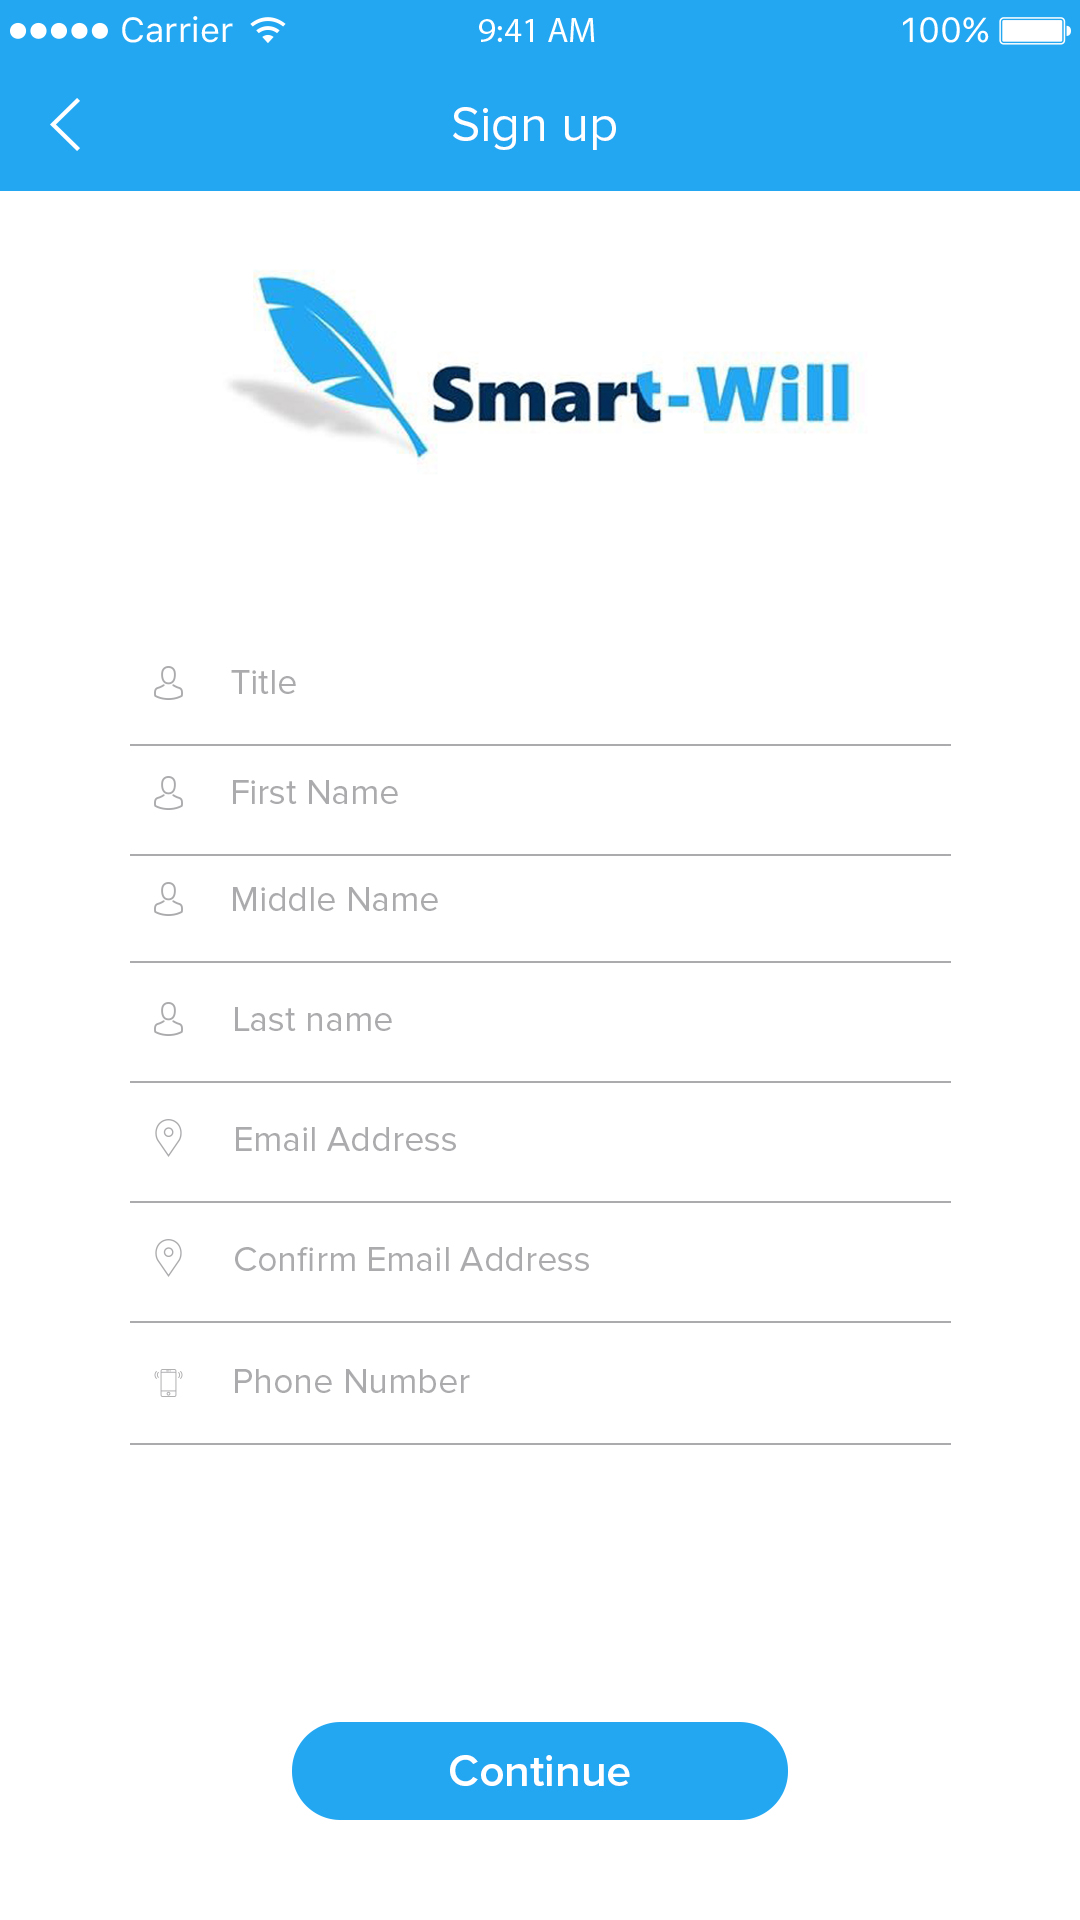 Carrier 9:41 AM 100%
Sign up
Smart-Will
Title
First Name
Middle Name
Last name
Email Address
Confirm Email Address
Phone Number
Continue